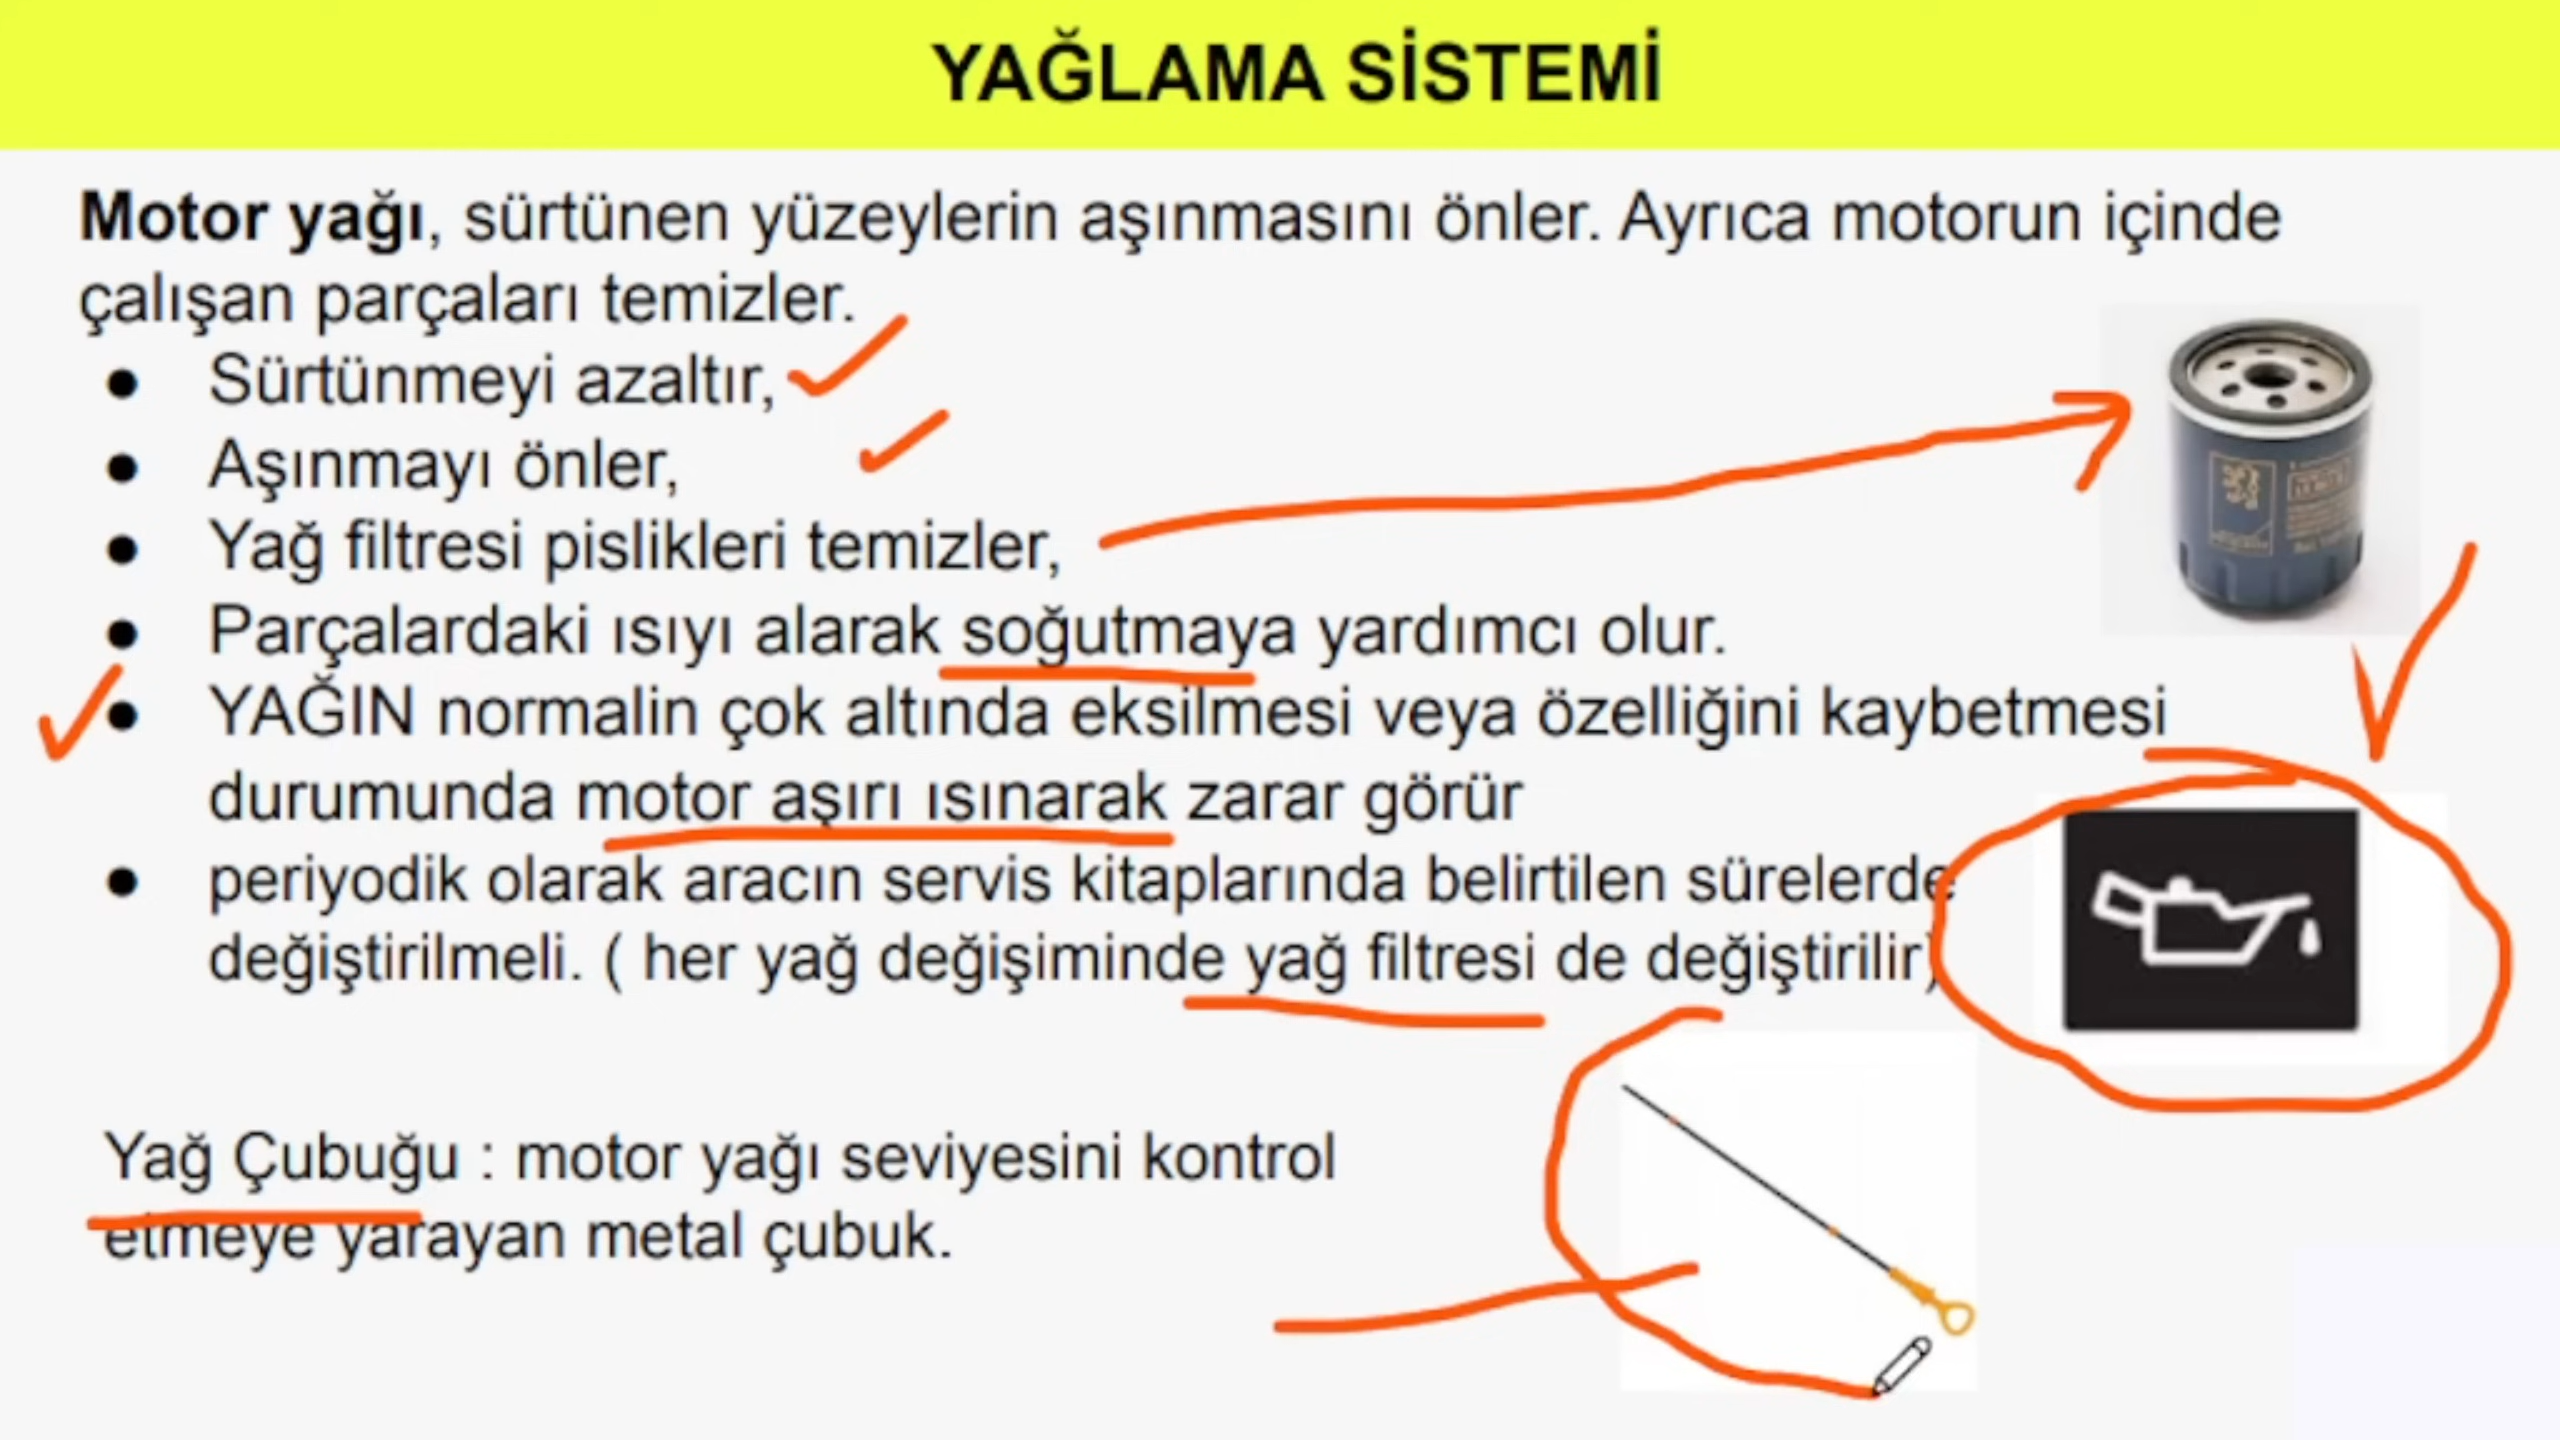 YAĞLAMA SİSTEMİ
Motor yağı, sürtünen yüzeylerin aşınmasını önler. Ayrıca motorun içinde
çalışan parçaları temizler.
● Sürtünmeyi azaltır,
● Aşınmayı önler,
● Yağ filtresi pislikleri temizler,
● Parçalardaki ısıyı alarak soğutmaya yardımcı olur.
● YAĞIN normalin çok altında eksilmesi veya özelliğini kaybetmesi
durumunda motor aşırı ısınarak zarar görür
● periyodik olarak aracın servis kitaplarında belirtilen sürelerde
değiştirilmeli. ( her yağ değişiminde yağ filtresi de değiştirilir)
Yağ Çubuğu : motor yağı seviyesini kontrol
etmeye yarayan metal çubuk.